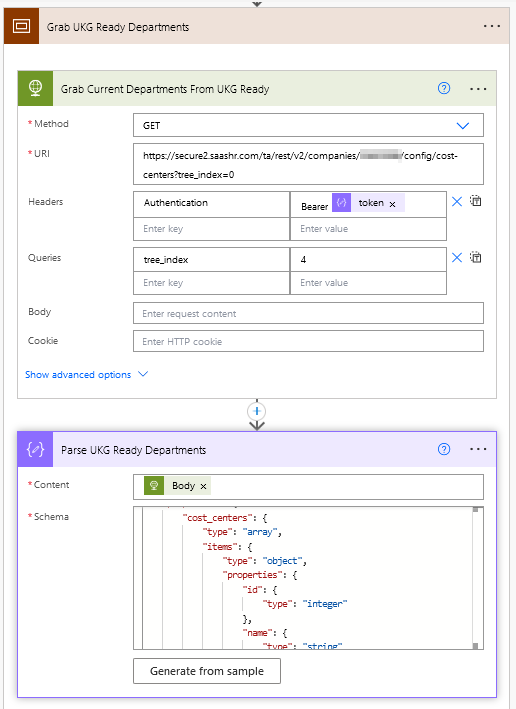 Grab UKG Ready Departments
Grab Current Departments From UKG Ready
* Method
GET
* URI
https://secure2.saashr.com/ta/rest/v2/companies/ /config/cost-
centers?tree_index=0
Headers
Authentication
Bearer token x
Enter key
Enter value
Queries
tree_index
4
Enter key
Enter value
Body
Enter request content
Cookie
Enter HTTP cookie
Show advanced options
Parse UKG Ready Departments
* Content
Body x
* Schema
"cost_centers": {
"type": "array",
"items": {
"type": "object",
"properties": {
"id": {
"type": "integer"
},
"name": {
"type": "string"
Generate from sample